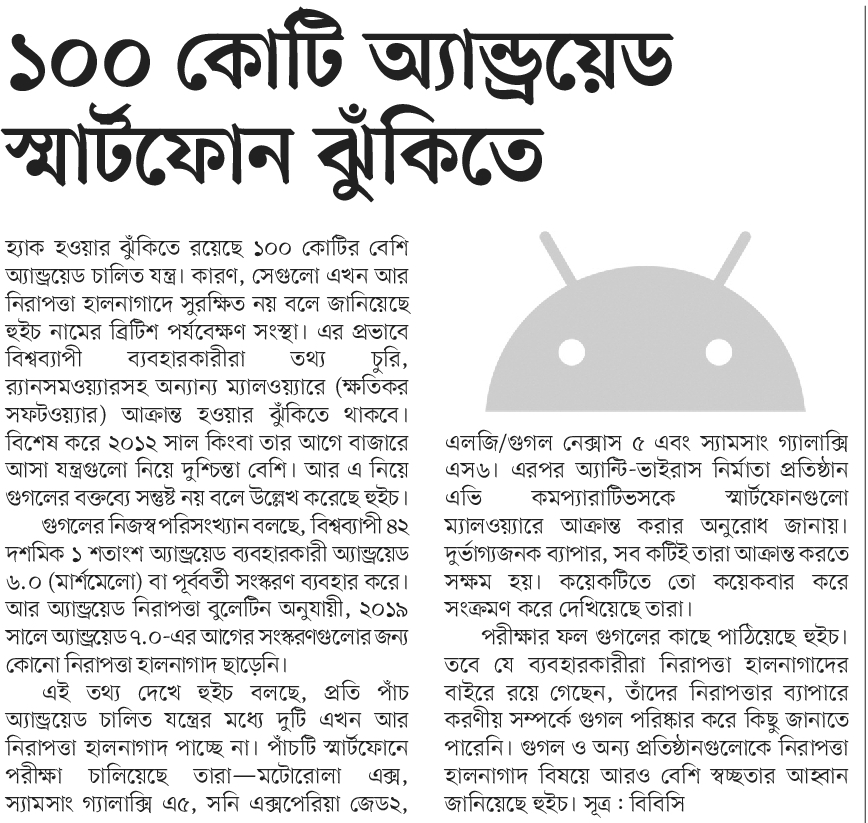 ১০০ কোটি অ্যান্ড্রয়েড
স্মার্টফোন ঝুঁকিতে
হ্যাক হওয়ার ঝুঁকিতে রয়েছে ১০০ কোটির বেশি
অ্যান্ড্রয়েড চালিত যন্ত্র। কারণ, সেগুলো এখন আর
নিরাপত্তা হালনাগাদে সুরক্ষিত নয় বলে জানিয়েছে
হুইচ নামের ব্রিটিশ পর্যবেক্ষণ সংস্থা। এর প্রভাবে
বিশ্বব্যাপী ব্যবহারকারীরা তথ্য চুরি,
র‍্যানসমওয়্যারসহ অন্যান্য ম্যালওয়্যারে (ক্ষতিকর
সফটওয়্যার) আক্রান্ত হওয়ার ঝুঁকিতে থাকবে।
বিশেষ করে ২০১২ সাল কিংবা তার আগে বাজারে
আসা যন্ত্রগুলো নিয়ে দুশ্চিন্তা বেশি। আর এ নিয়ে
গুগলের বক্তব্যে সন্তুষ্ট নয় বলে উল্লেখ করেছে হুইচ।
গুগলের নিজস্ব পরিসংখ্যান বলছে, বিশ্বব্যাপী ৪২
দশমিক ১ শতাংশ অ্যান্ড্রয়েড ব্যবহারকারী অ্যান্ড্রয়েড
৬.০ (মার্শমেলো) বা পূর্ববর্তী সংস্করণ ব্যবহার করে।
আর অ্যান্ড্রয়েড নিরাপত্তা বুলেটিন অনুযায়ী, ২০১৯
সালে অ্যান্ড্রয়েড ৭.০-এর আগের সংস্করণগুলোর জন্য
কোনো নিরাপত্তা হালনাগাদ ছাড়েনি।
এই তথ্য দেখে হুইচ বলছে, প্রতি পাঁচ
অ্যান্ড্রয়েড চালিত যন্ত্রের মধ্যে দুটি এখন আর
নিরাপত্তা হালনাগাদ পাচ্ছে না। পাঁচটি স্মার্টফোনে
পরীক্ষা চালিয়েছে তারা—মটোরোলা এক্স,
স্যামসাং গ্যালাক্সি এ৫, সনি এক্সপেরিয়া জেড২,
এলজি/গুগল নেক্সাস ৫ এবং স্যামসাং গ্যালাক্সি
এস৬। এরপর অ্যান্টি-ভাইরাস নির্মাতা প্রতিষ্ঠান
এভি কমপ্যারাটিভসকে স্মার্টফোনগুলো
ম্যালওয়্যারে আক্রান্ত করার অনুরোধ জানায়।
দুর্ভাগ্যজনক ব্যাপার, সব কটিই তারা আক্রান্ত করতে
সক্ষম হয়। কয়েকটিতে তো কয়েকবার করে
সংক্রমণ করে দেখিয়েছে তারা।
পরীক্ষার ফল গুগলের কাছে পাঠিয়েছে হুইচ।
তবে যে ব্যবহারকারীরা নিরাপত্তা হালনাগাদের
বাইরে রয়ে গেছেন, তাঁদের নিরাপত্তার ব্যাপারে
করণীয় সম্পর্কে গুগল পরিষ্কার করে কিছু জানাতে
পারেনি। গুগল ও অন্য প্রতিষ্ঠানগুলোকে নিরাপত্তা
হালনাগাদ বিষয়ে আরও বেশি স্বচ্ছতার আহ্বান
জানিয়েছে হুইচ। সূত্র : বিবিসি